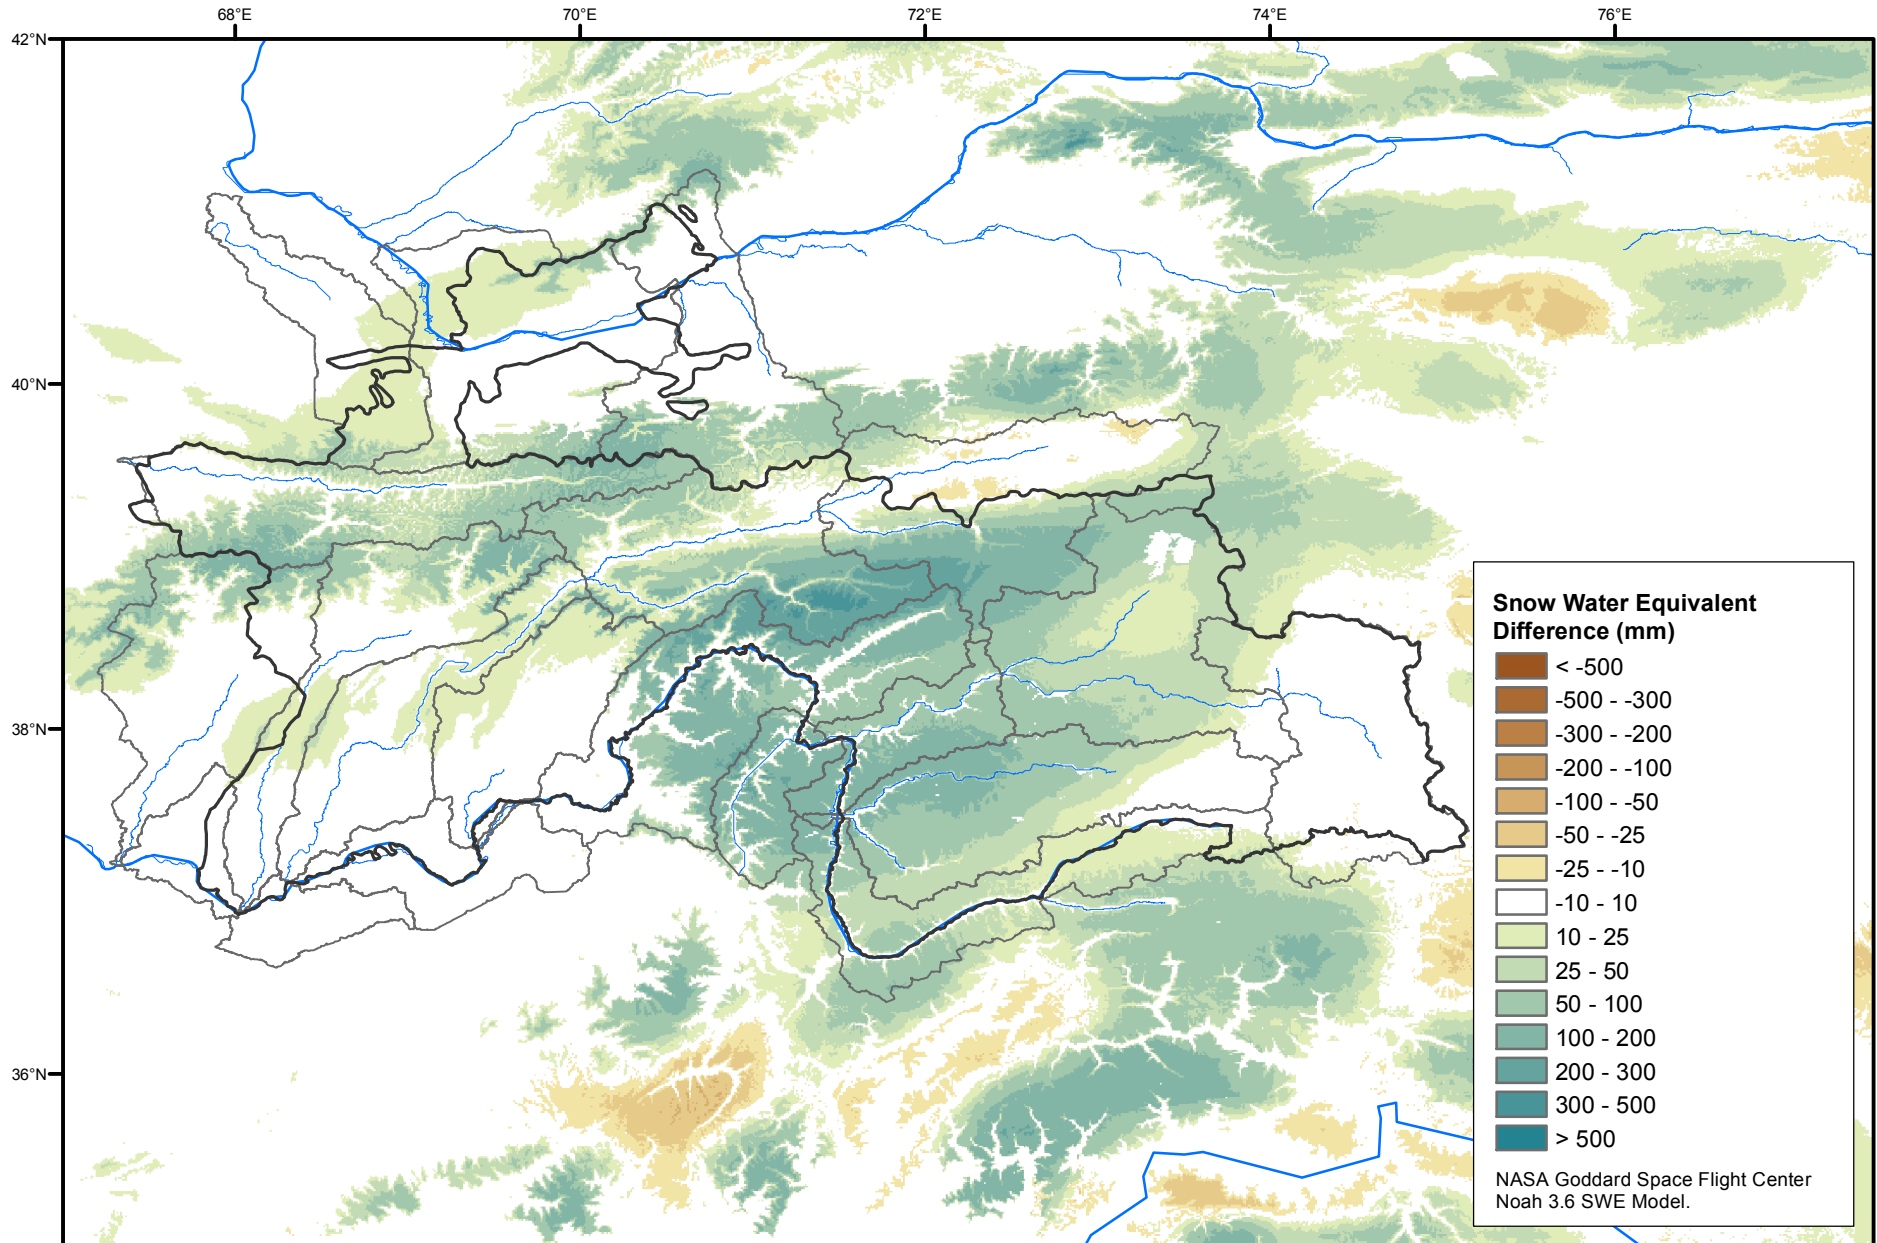 68°E
70°E
72°E
74°E
76°E
42°N
40°N
38°N
36°N
Snow Water Equivalent
Difference (mm)
< -500
-500 - -300
-300 - -200
-200 - -100
-100 - -50
-50 - -25
-25 - -10
-10 - 10
10 - 25
25 - 50
50 - 100
100 - 200
200 - 300
300 - 500
> 500
NASA Goddard Space Flight Center
Noah 3.6 SWE Model.